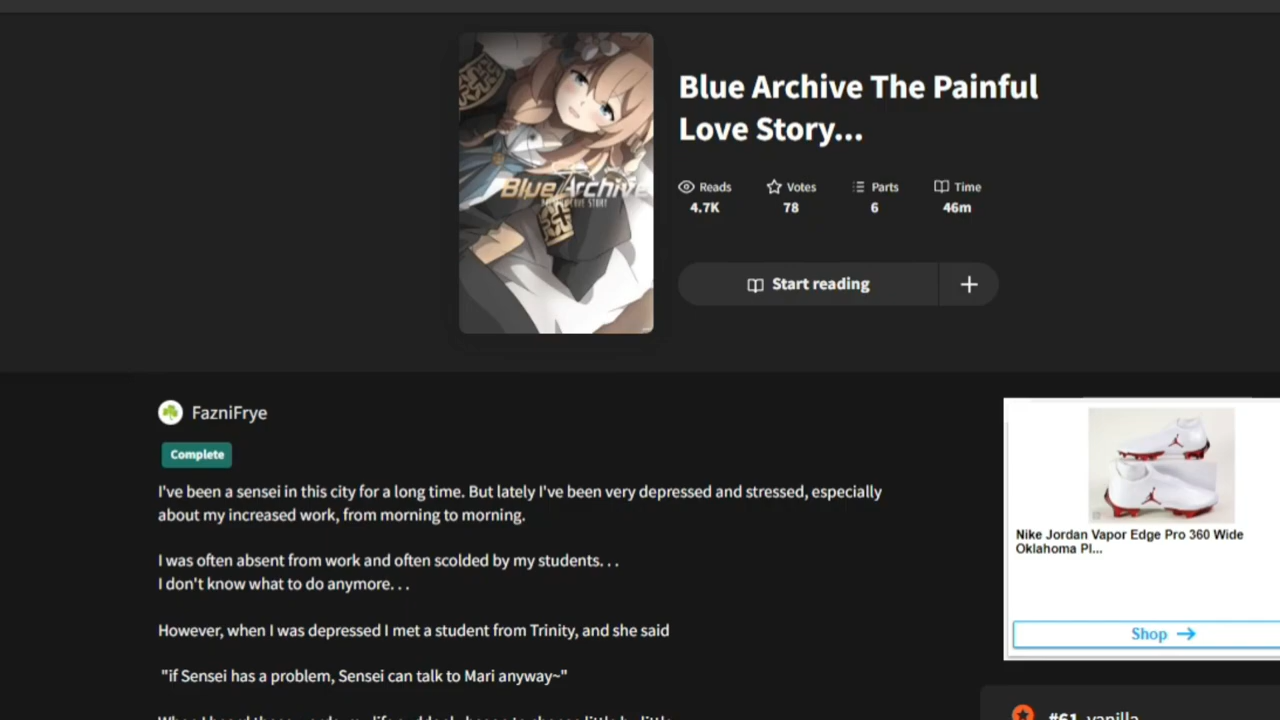 Blue Archive
Blue Archive The Painful
Love Story...
Reads
Votes
Parts
Time
4.7K
78
6
46m
Start reading
FazniFrye
Complete
I've been a sensei in this city for a long time. But lately I've been very depressed and stressed, especially
about my increased work, from morning to morning.
I was often absent from work and often scolded by my students. . .
I don't know what to do anymore. . .
However, when I was depressed I met a student from Trinity, and she said
"if Sensei has a problem, Sensei can talk to Mari anyway~"
Nike Jordan Vapor Edge Pro 360 Wide
Oklahoma Pl...
Shop
#61 vanilla